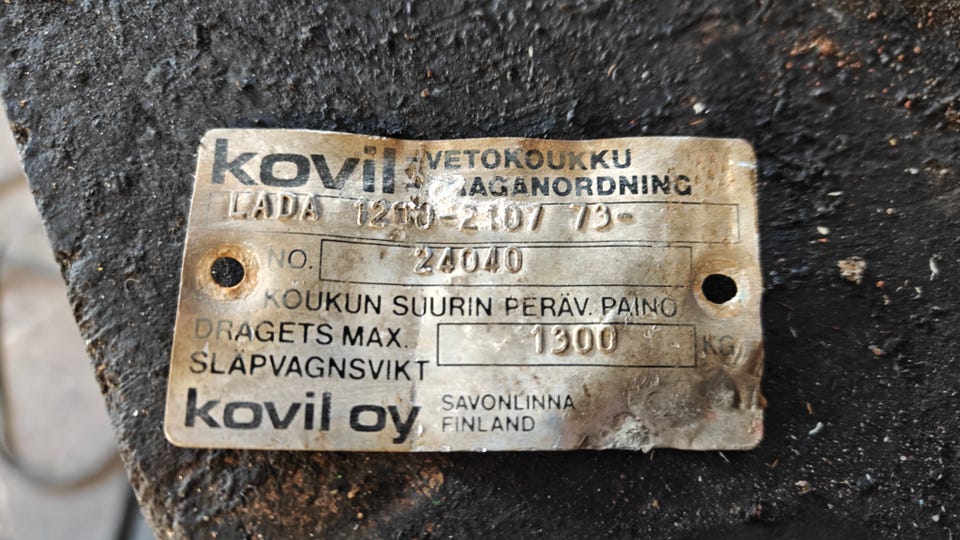 kovil VETOKOUKKU
DRAGANORDNING
LADA 1200-2107 73-
NO. 24040
KOUKUN SUURIN PERÄV. PAINO
DRAGETS MAX. 1300 KG
SLÄPVAGNSVIKT
kovil oy SAVONLINNA
FINLAND